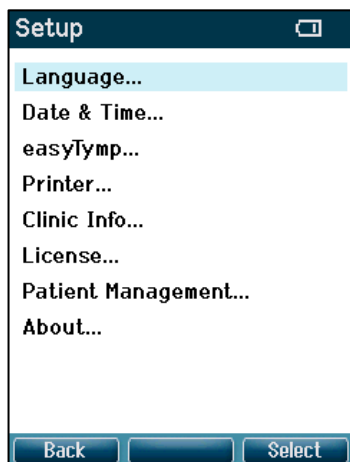 Setup
Language...
Date & Time...
easyTymp...
Printer...
Clinic Info...
License...
Patient Management...
About...
Back Select